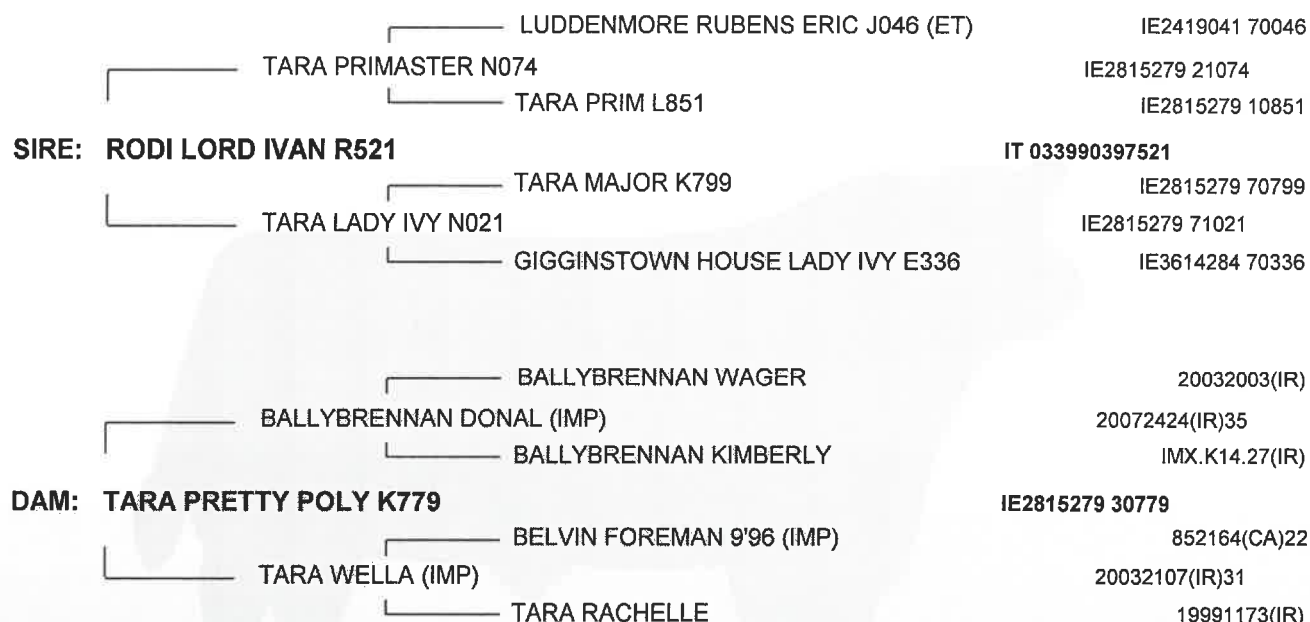 LUDDENMORE RUBENS ERIC J046 (ET) IE2419041 70046
TARA PRIMASTER N074 IE2815279 21074
TARA PRIM L851 IE2815279 10851
SIRE: RODI LORD IVAN R521 IT 033990397521
TARA MAJOR K799 IE2815279 70799
TARA LADY IVY N021 IE2815279 71021
GIGGINSTOWN HOUSE LADY IVY E336 IE3614284 70336
BALLYBRENNAN WAGER 20032003(IR)
BALLYBRENNAN DONAL (IMP) 20072424(IR)35
BALLYBRENNAN KIMBERLY IMX.K14.27(IR)
DAM: TARA PRETTY POLY K779 IE2815279 30779
BELVIN FOREMAN 9'96 (IMP) 852164(CA)22
TARA WELLA (IMP) 20032107(IR)31
TARA RACHELLE 19991173(IR)